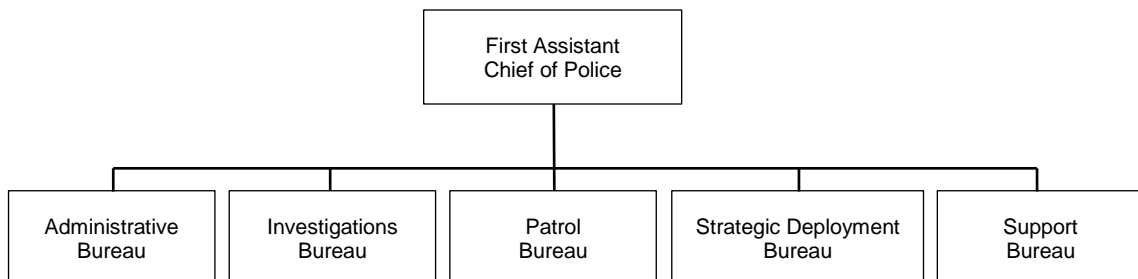 First Assistant
Chief of Police
Administrative
Bureau
Investigations
Bureau
Patrol
Bureau
Strategic Deployment
Bureau
Support
Bureau